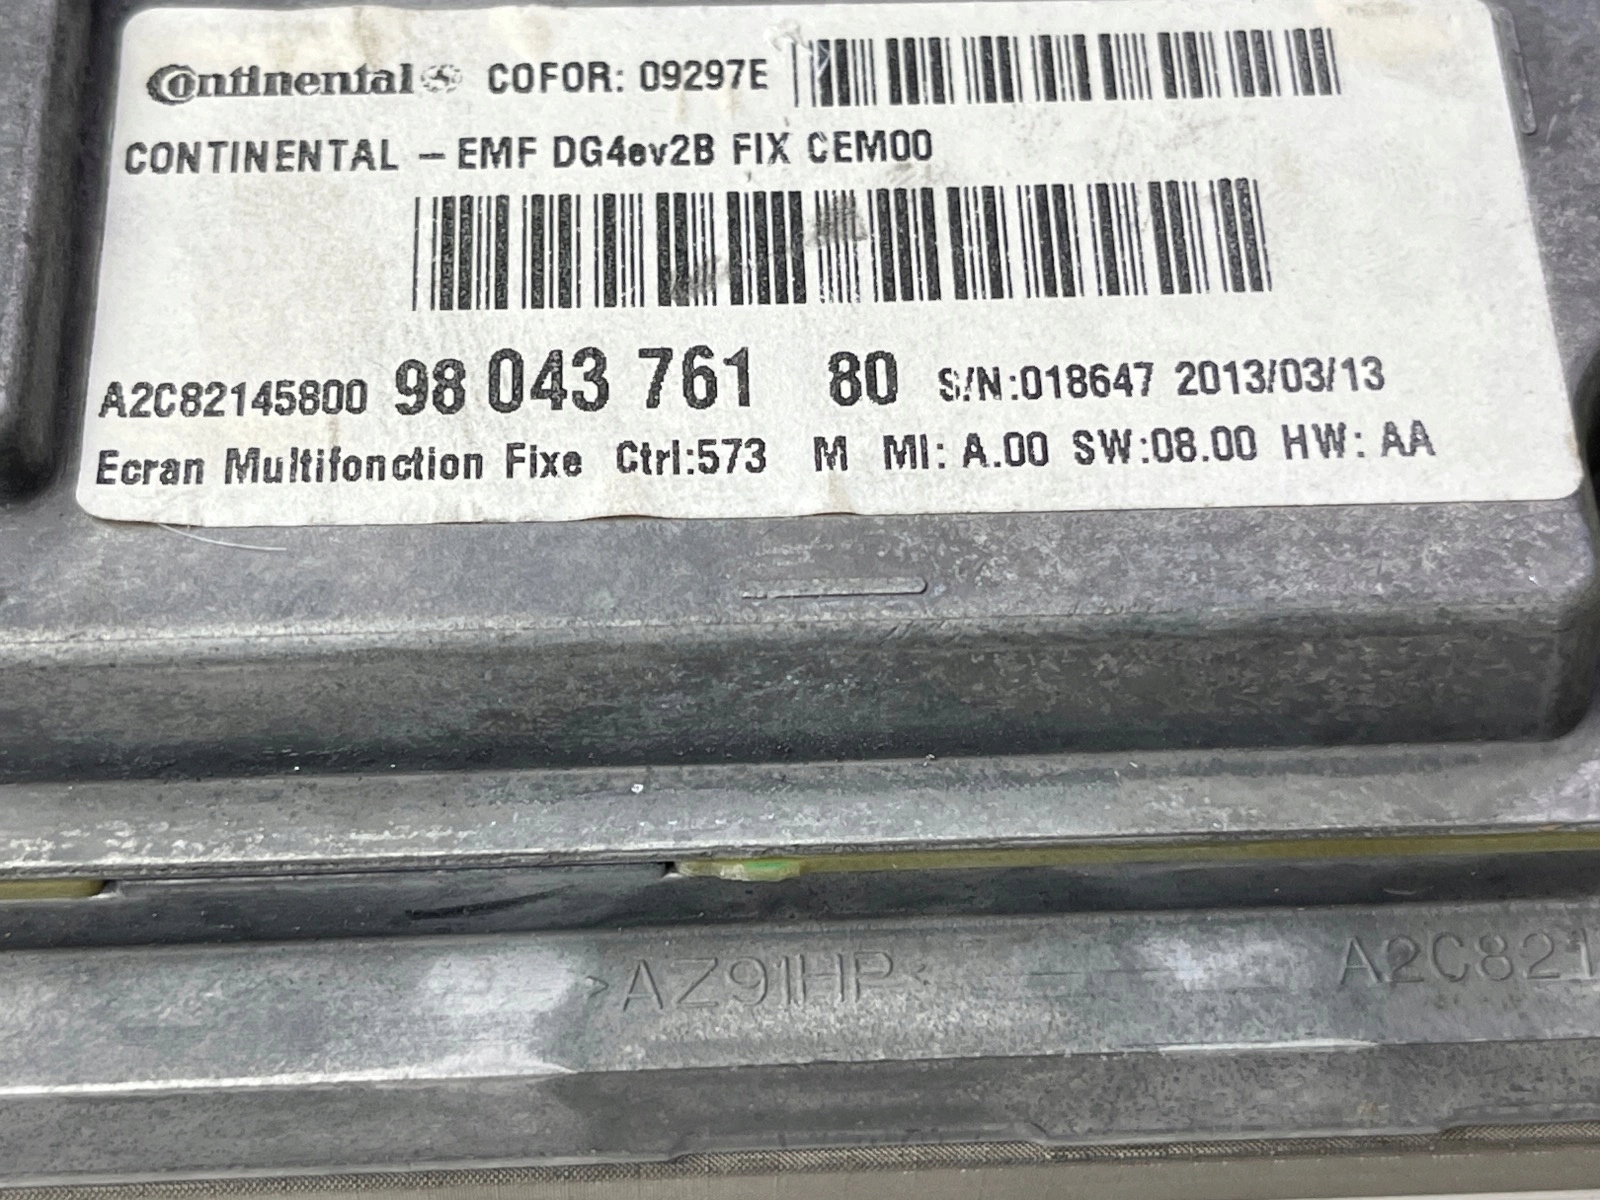 Continental COFOR: 09297E
CONTINENTAL - EMF DG4ev2B FIX CEM00
A2C82145800 98 043 761 80 S/N:018647 2013/03/13
Ecran Multifonction Fixe Ctrl:573 M MI: A.00 SW:08.00 HW: AA
>AZ91HP< A2C821